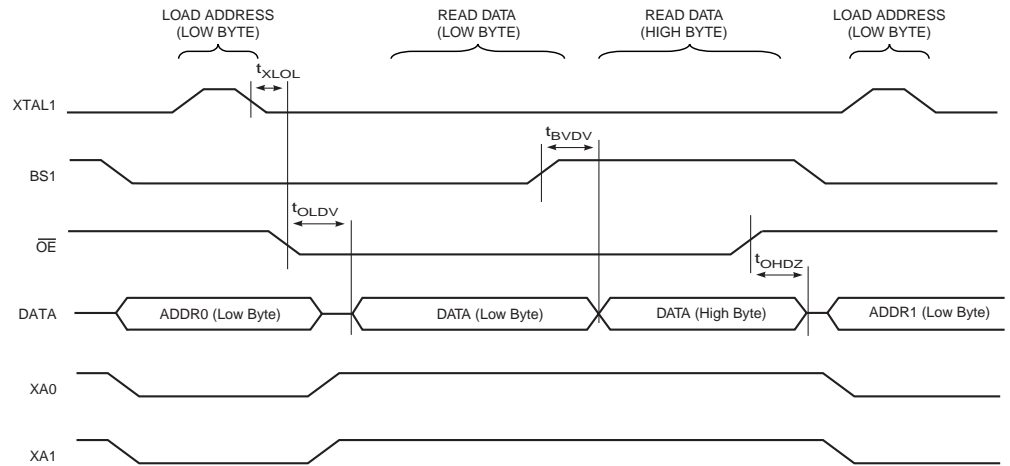 LOAD ADDRESS
(LOW BYTE)
READ DATA
(LOW BYTE)
READ DATA
(HIGH BYTE)
LOAD ADDRESS
(LOW BYTE)
tXLOL
XTAL1
tBVDV
BS1
tOLDV
OE
tOHDZ
DATA
ADDR0 (Low Byte)
DATA (Low Byte)
DATA (High Byte)
ADDR1 (Low Byte)
XA0
XA1